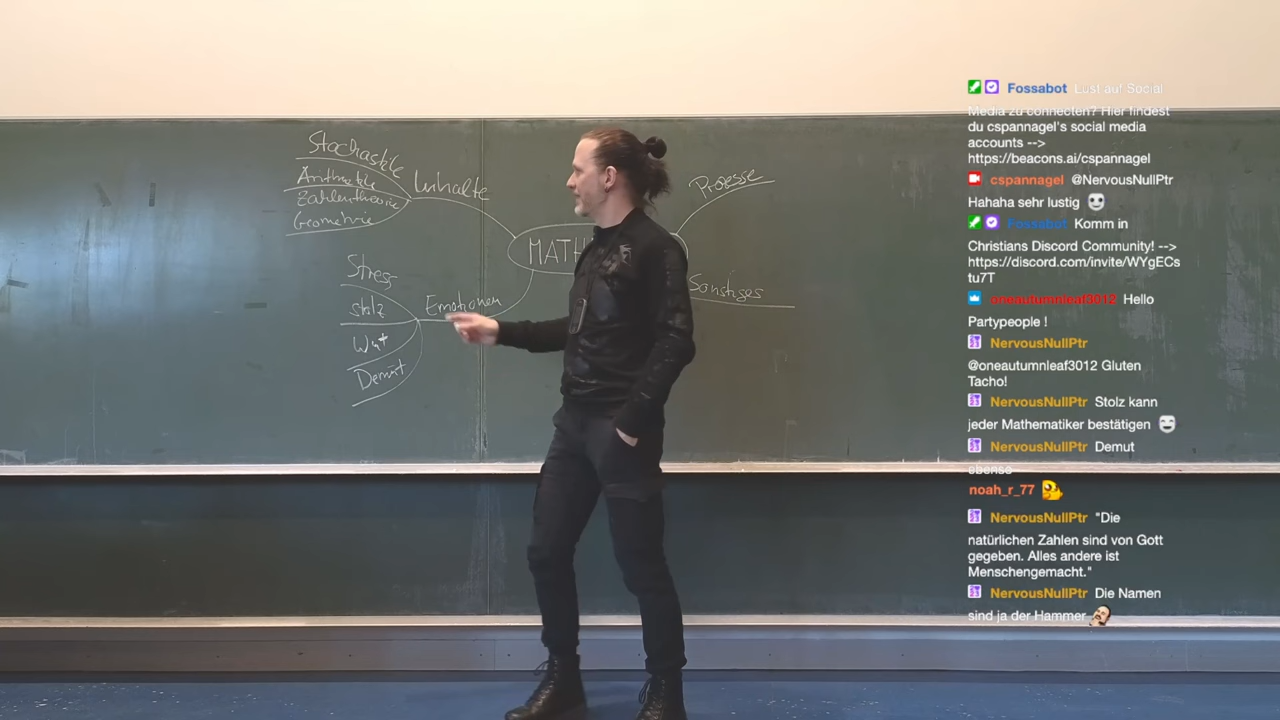 Stochastik
Arithmetik
Zahlentheorie
Geometrie
Inhalte
Stress
Stolz
Wut
Demut
Emotionen
MATH
Prozesse
Sonstiges
Fossabot Lust auf Social
Media zu connecten? Hier findest
du cspannagel's social media
accounts -->
https://beacons.ai/cspannagel
cspannagel @NervousNullPtr
Hahaha sehr lustig
Fossabot Komm in
Christians Discord Community! -->
https://discord.com/invite/WYgECs
tu7T
oneautumnleaf3012 Hello
Partypeople !
NervousNullPtr
@oneautumnleaf3012 Gluten
Tacho!
NervousNullPtr Stolz kann
jeder Mathematiker bestätigen
NervousNullPtr Demut
ebenso
noah_r_77
NervousNullPtr "Die
natürlichen Zahlen sind von Gott
gegeben. Alles andere ist
Menschengemacht."
NervousNullPtr Die Namen
sind ja der Hammer